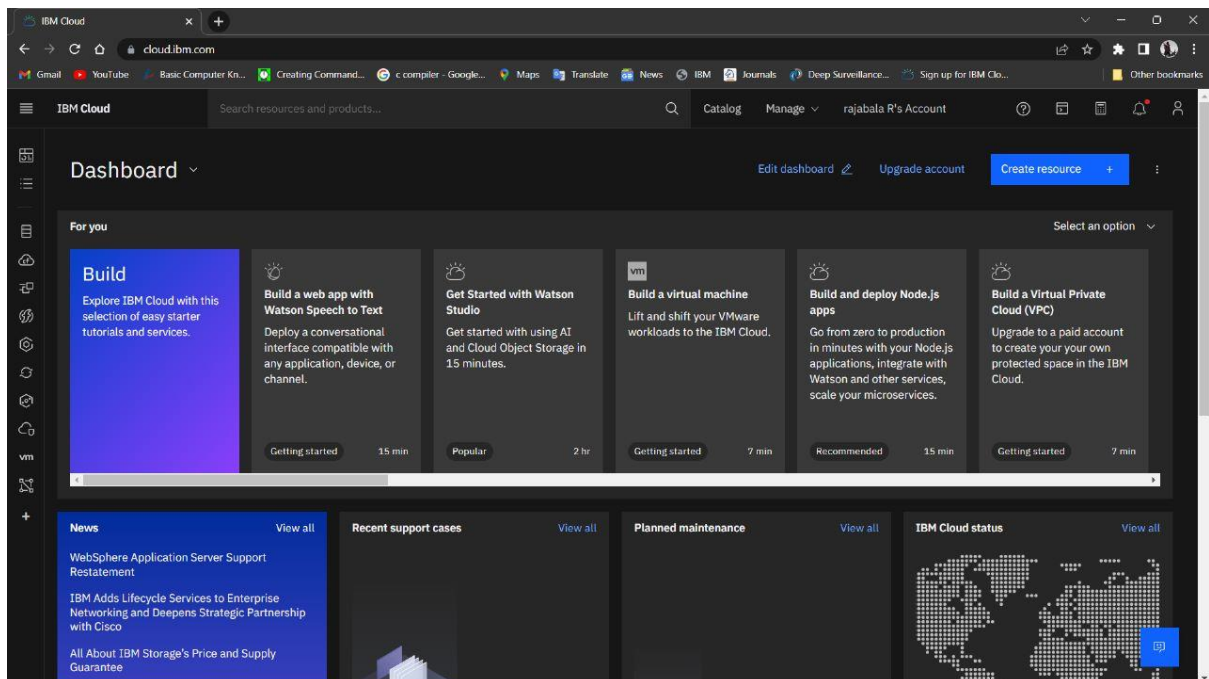 IBM Cloud
cloud.ibm.com
Gmail YouTube Basic Computer Kn... Creating Command... c compiler - Google... Maps Translate News IBM Journals Deep Surveillance... Sign up for IBM Clo... Other bookmarks
IBM Cloud Search resources and products... Catalog Manage rajabala R's Account
Dashboard Edit dashboard Upgrade account Create resource +
For you Select an option
Build
Explore IBM Cloud with this
selection of easy starter
tutorials and services.
Build a web app with
Watson Speech to Text
Deploy a conversational
interface compatible with
any application, device, or
channel.
Getting started 15 min
Get Started with Watson
Studio
Get started with using AI
and Cloud Object Storage in
15 minutes.
Popular 2 hr
vm
Build a virtual machine
Lift and shift your VMware
workloads to the IBM Cloud.
Getting started 7 min
Build and deploy Node.js
apps
Go from zero to production
in minutes with your Node.js
applications, integrate with
Watson and other services,
scale your microservices.
Recommended 15 min
Build a Virtual Private
Cloud (VPC)
Upgrade to a paid account
to create your your own
protected space in the IBM
Cloud.
Getting started 7 min
vm
News View all
WebSphere Application Server Support
Restatement
IBM Adds Lifecycle Services to Enterprise
Networking and Deepens Strategic Partnership
with Cisco
All About IBM Storage's Price and Supply
Guarantee
Recent support cases View all
Planned maintenance View all
IBM Cloud status View all